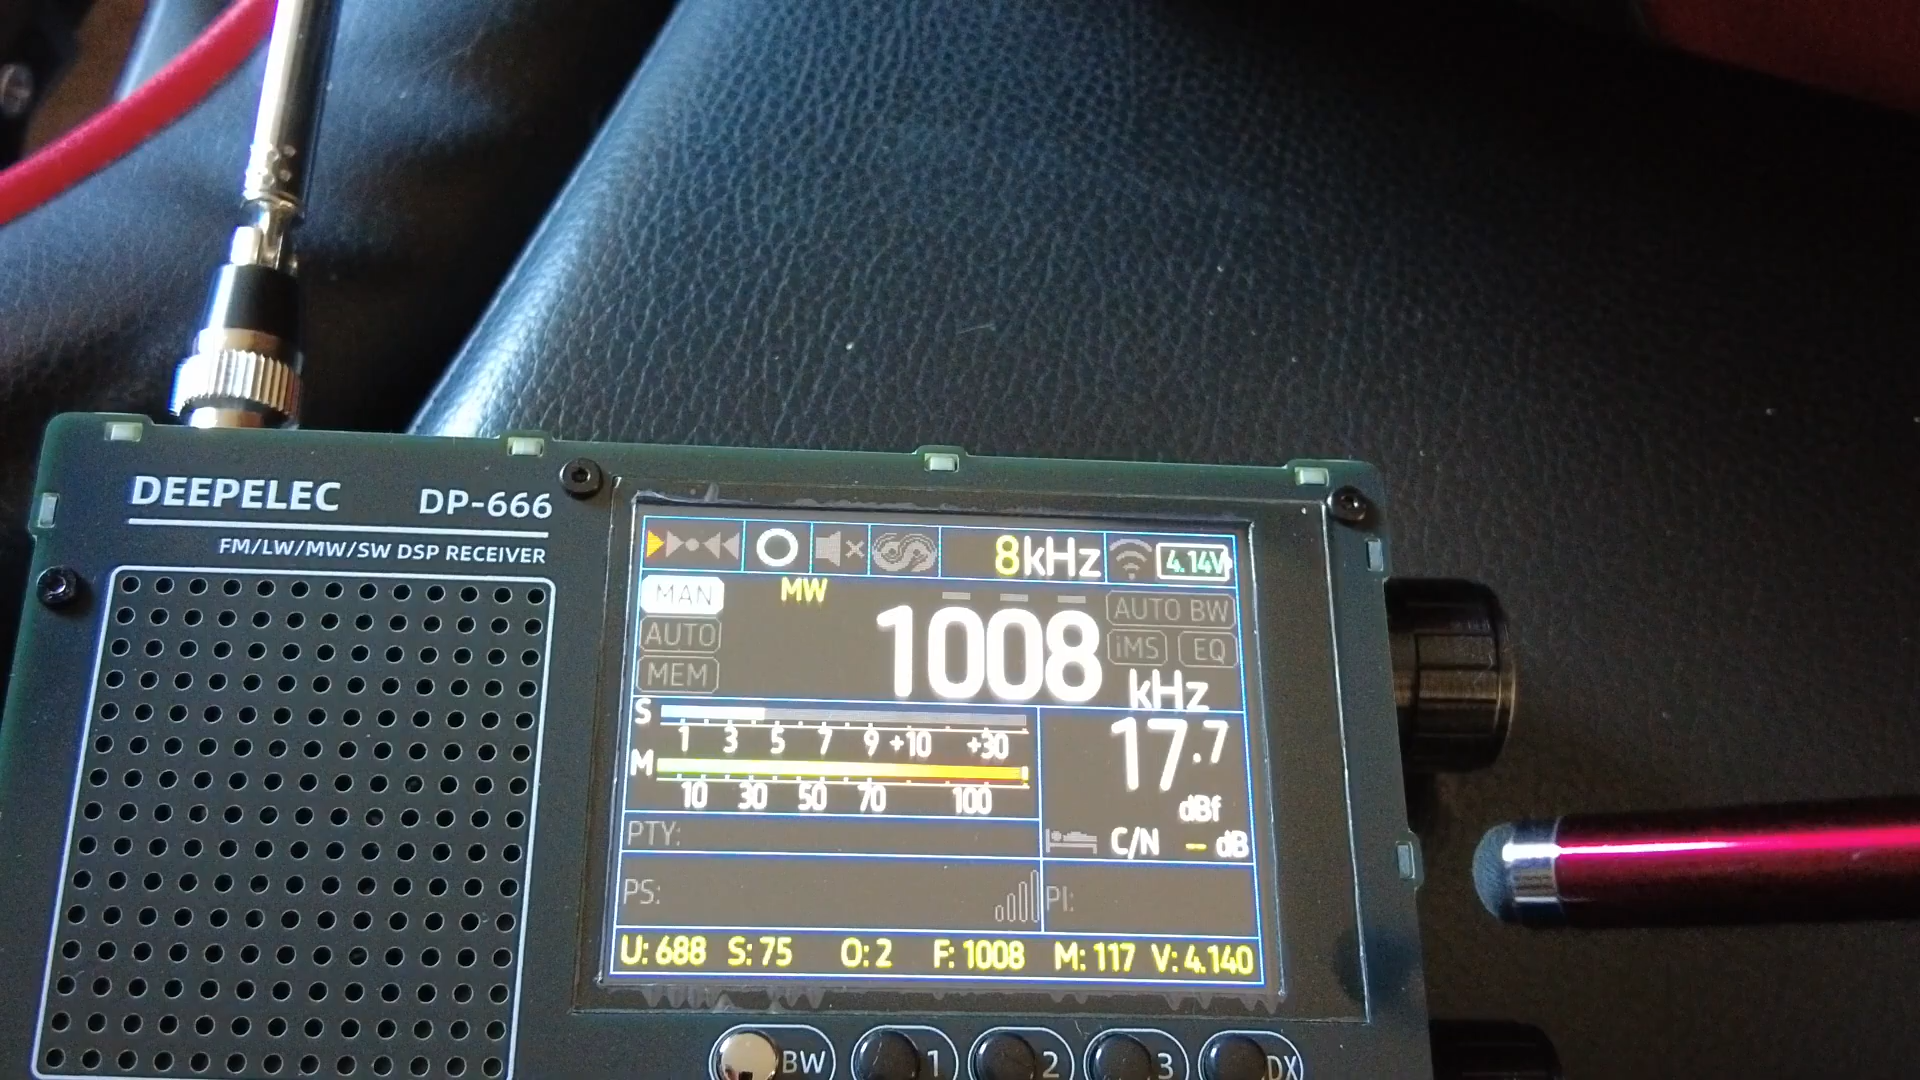 DEEPELEC DP-666
FM/LW/MW/SW DSP RECEIVER
8kHz 4.14V
MAN MW AUTO BW
AUTO 1008 iMS EQ
MEM kHz
S
1 3 5 7 9 +10 +30
17.7
M
10 30 50 70 100
dBf
PTY: C/N – dB
PS: PI:
U: 688 S: 75 O: 2 F: 1008 M: 117 V: 4.140
BW 1 2 3 DX